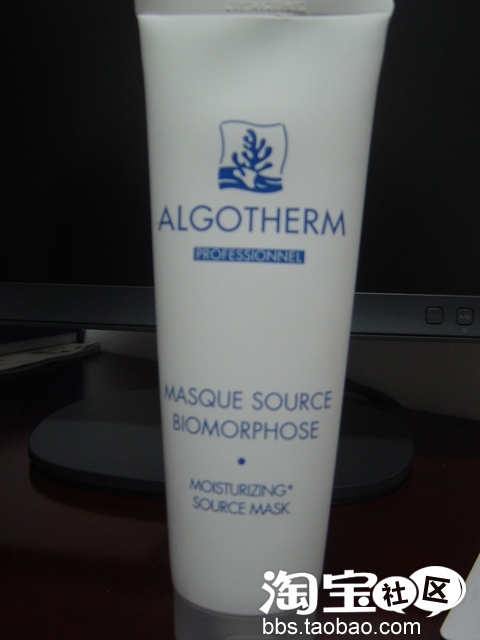 ALGOTHERM
PROFESSIONNEL
MASQUE SOURCE
BIOMORPHOSE
•
MOISTURIZING*
SOURCE MASK
淘宝社区
bbs.taobao.com